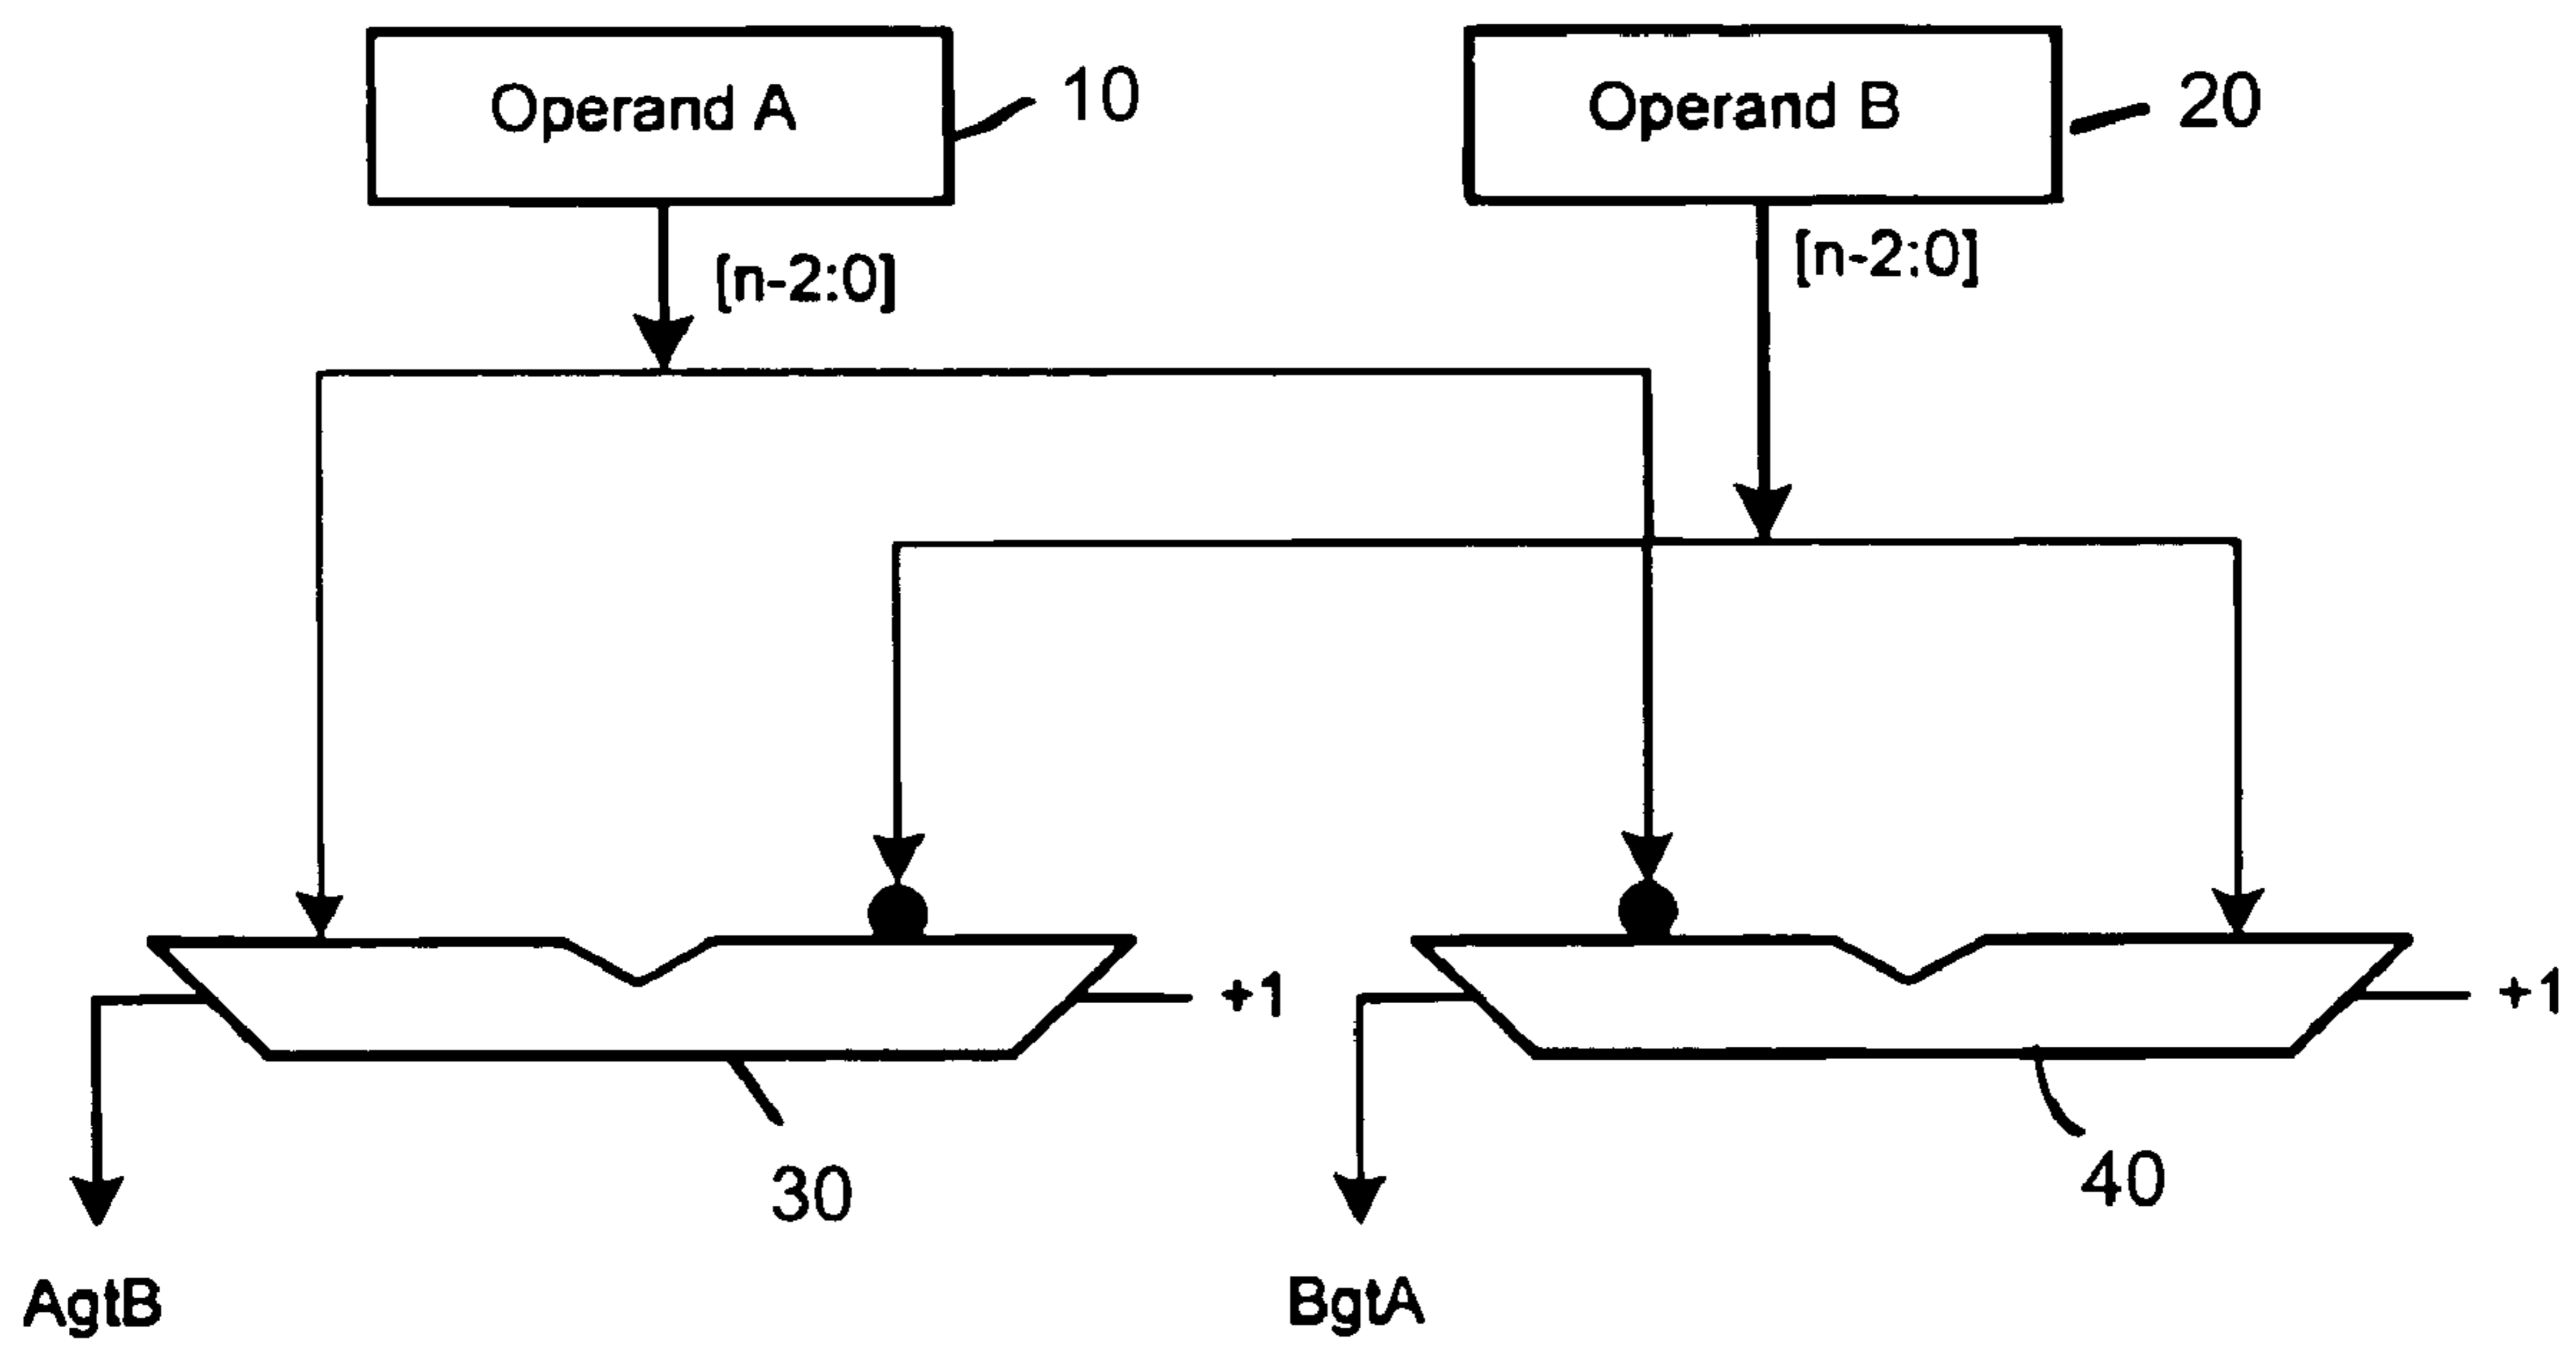 Operand A
10
Operand B
20
[n-2:0]
[n-2:0]
+1
+1
30
40
AgtB
BgtA